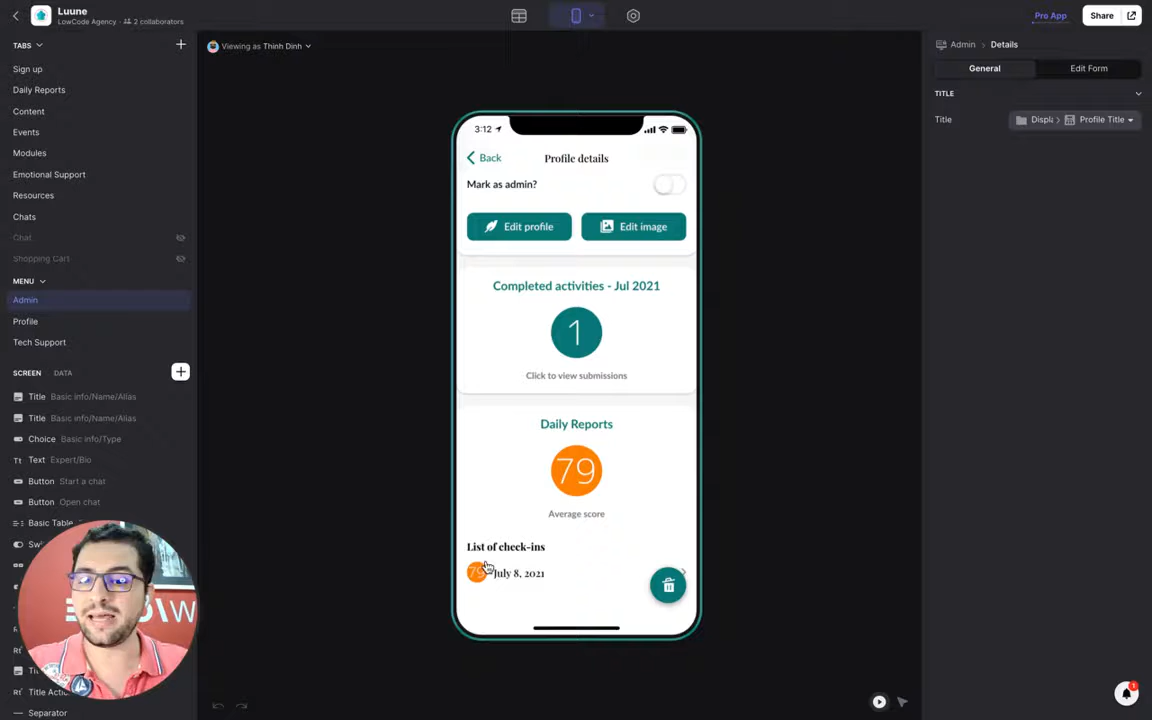 Luune
LowCode Agency · 2 collaborators
Pro App
Share
TABS
Sign up
Daily Reports
Content
Events
Modules
Emotional Support
Resources
Chats
Chat
Shopping Cart
MENU
Admin
Profile
Tech Support
SCREEN DATA
Title Basic info/Name/Alias
Title Basic info/Name/Alias
Choice Basic info/Type
Text Expert/Bio
Button Start a chat
Button Open chat
Basic Table
Title Actio
Separator
Viewing as Thinh Dinh
3:12
Back
Profile details
Mark as admin?
Edit profile
Edit image
Completed activities - Jul 2021
1
Click to view submissions
Daily Reports
79
Average score
List of check-ins
79 July 8, 2021
Admin > Details
General Edit Form
TITLE
Title Displa > Profile Title
1